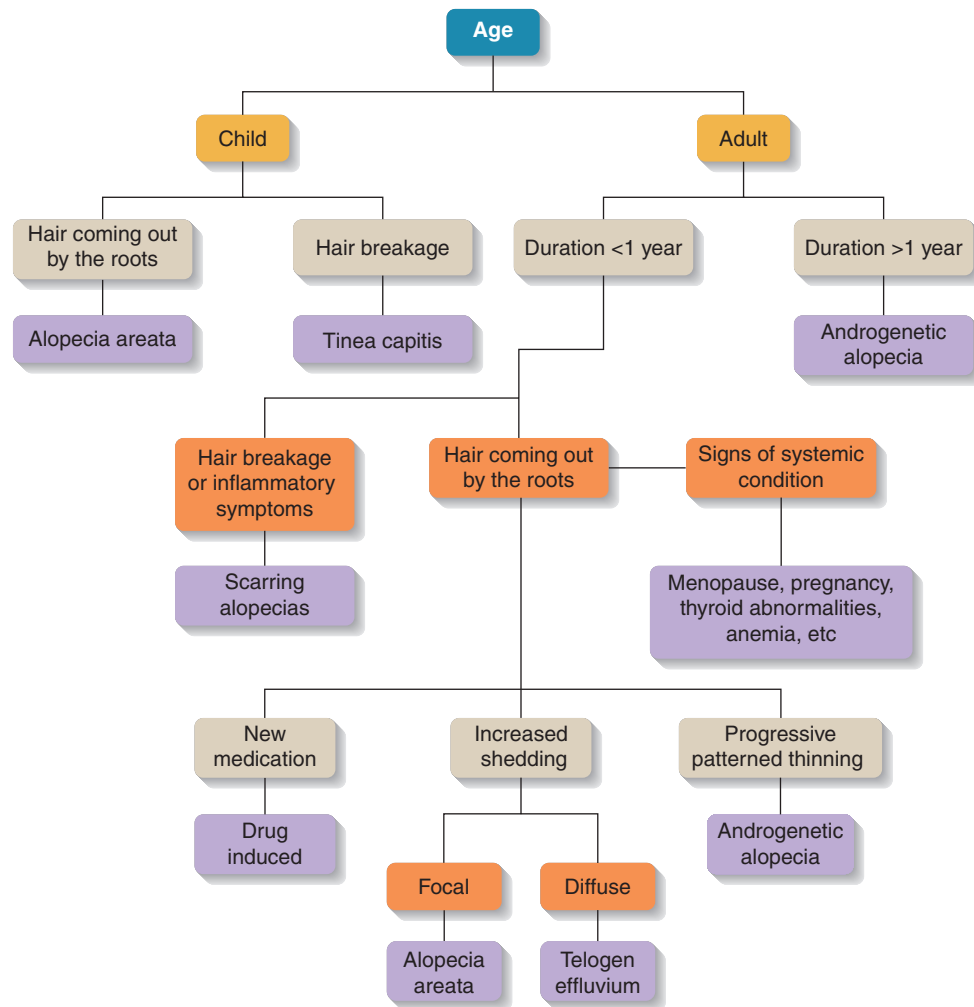 Age
Child
Adult
Hair coming out
by the roots
Hair breakage
Duration <1 year
Duration >1 year
Alopecia areata
Tinea capitis
Androgenetic
alopecia
Hair breakage
or inflammatory
symptoms
Hair coming out
by the roots
Signs of systemic
condition
Scarring
alopecias
Menopause, pregnancy,
thyroid abnormalities,
anemia, etc
New
medication
Increased
shedding
Progressive
patterned thinning
Drug
induced
Androgenetic
alopecia
Focal
Diffuse
Alopecia
areata
Telogen
effluvium